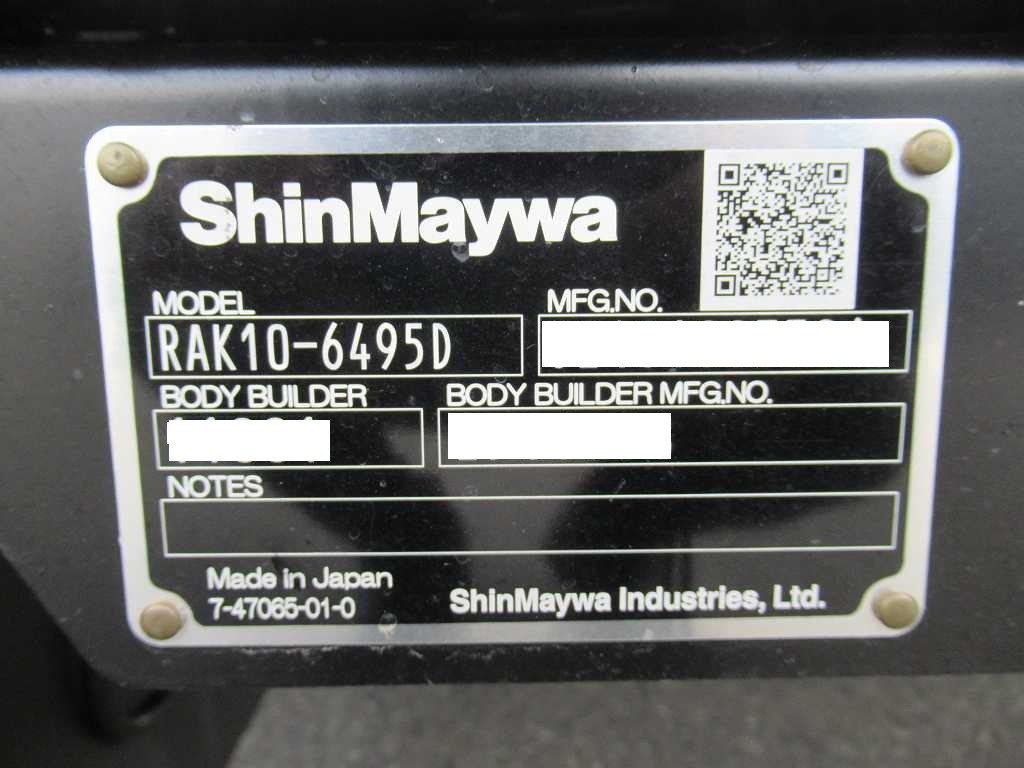 ShinMaywa
MODEL
MFG.NO.
RAK10-6495D
BODY BUILDER
BODY BUILDER MFG.NO.
NOTES
Made in Japan
7-47065-01-0
ShinMaywa Industries, Ltd.